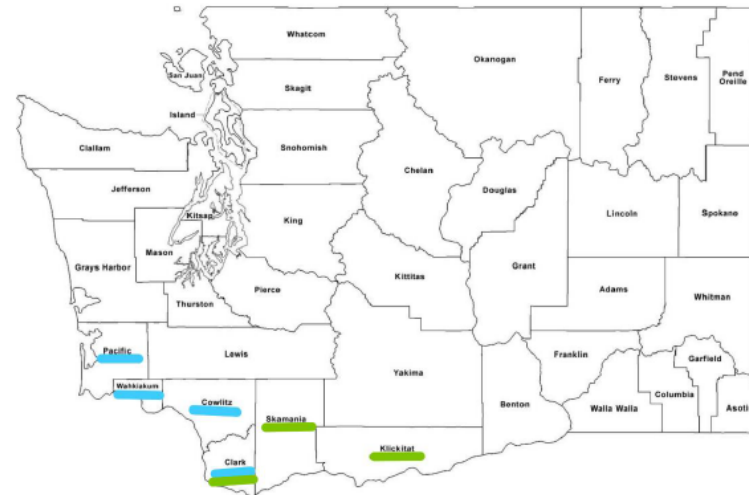 Whatcom
Okanogan
Ferry
Stevens
Pend
Oreille
San Juan
Skagit
Island
Snohomish
Clallam
Chelan
Douglas
Jefferson
Kitsap
King
Lincoln
Spokane
Mason
Grays Harbor
Kittitas
Grant
Pierce
Adams
Whitman
Thurston
Pacific
Lewis
Yakima
Franklin
Garfield
Wahkiakum
Cowlitz
Benton
Walla Walla
Columbia
Asoti
Skamania
Klickitat
Clark